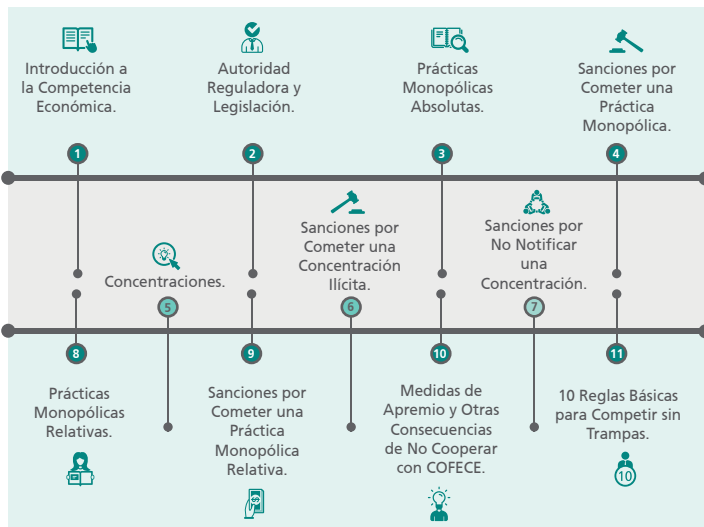 Introducción a
la Competencia
Económica.
1
Autoridad
Reguladora y
Legislación.
2
Prácticas
Monopólicas
Absolutas.
3
Sanciones por
Cometer una
Práctica
Monopólica.
4
Concentraciones.
5
Sanciones por
Cometer una
Concentración
Ilícita.
6
Sanciones por
No Notificar
una
Concentración.
7
8
Prácticas
Monopólicas
Relativas.
9
Sanciones por
Cometer una
Práctica
Monopólica
Relativa.
10
Medidas de
Apremio y Otras
Consecuencias
de No Cooperar
con COFECE.
11
10 Reglas Básicas
para Competir sin
Trampas.
10